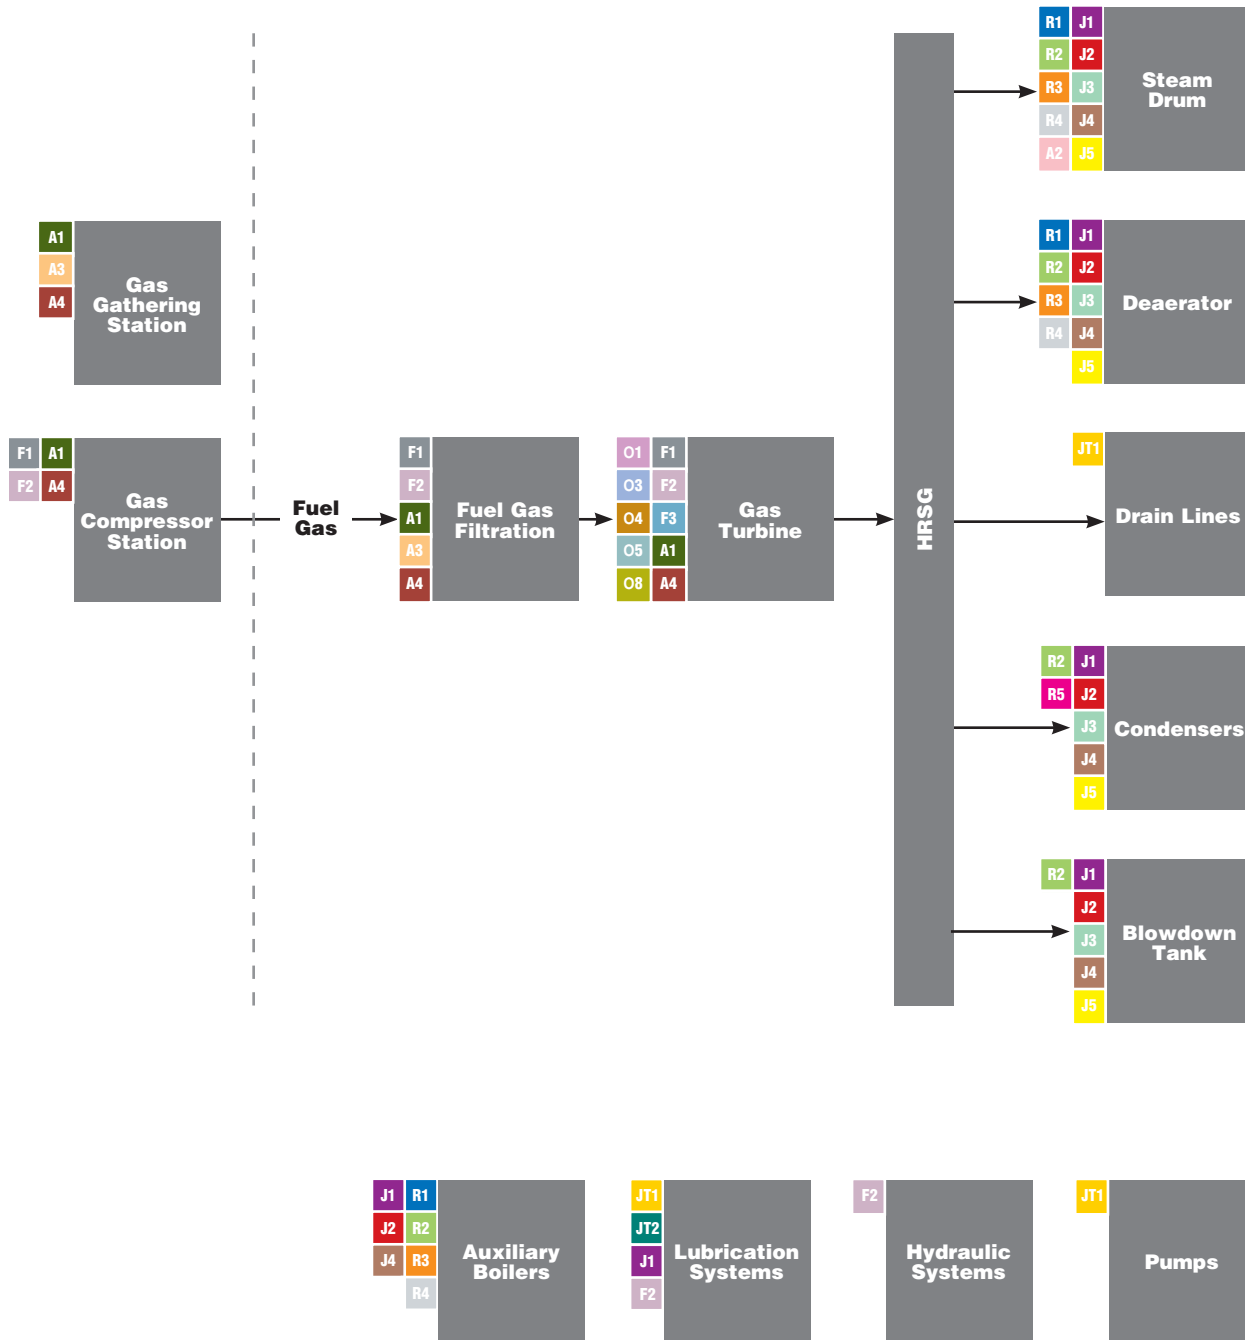 R1 J1
R2 J2
R3 J3
R4 J4
A2 J5
Steam
Drum
A1
A3
A4
Gas
Gathering
Station
R1 J1
R2 J2
R3 J3
R4 J4
J5
Deaerator
F1 A1
F2 A4
Gas
Compressor
Station
Fuel
Gas
F1
F2
A1
A3
A4
Fuel Gas
Filtration
O1 F1
O3 F2
O4 F3
O5 A1
O8 A4
Gas
Turbine
HRSG
JT1
Drain Lines
R2 J1
R5 J2
J3
J4
J5
Condensers
R2 J1
J2
J3
J4
J5
Blowdown
Tank
J1 R1
J2 R2
J4 R3
R4
Auxiliary
Boilers
JT1
JT2
J1
F2
Lubrication
Systems
F2
Hydraulic
Systems
JT1
Pumps